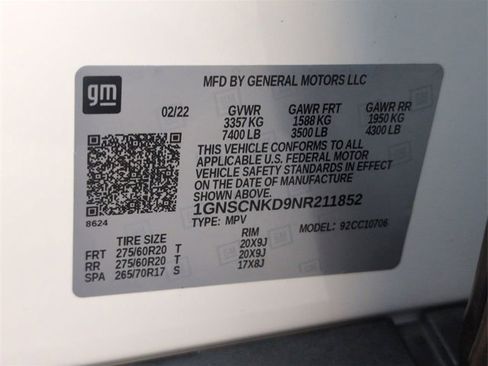 gm
MFD BY GENERAL MOTORS LLC
02/22 GVWR GAWR FRT GAWR RR
3357 KG 1588 KG 1950 KG
7400 LB 3500 LB 4300 LB
THIS VEHICLE CONFORMS TO ALL
APPLICABLE U.S. FEDERAL MOTOR
VEHICLE SAFETY STANDARDS IN EFFECT
ON THE DATE OF MANUFACTURE
SHOWN ABOVE.
8624
1GNSCNKD9NR211852
TYPE: MPV MODEL: 92CC10706
TIRE SIZE RIM
FRT 275/60R20 T 20X9J
RR 275/60R20 T 20X9J
SPA 265/70R17 S 17X8J